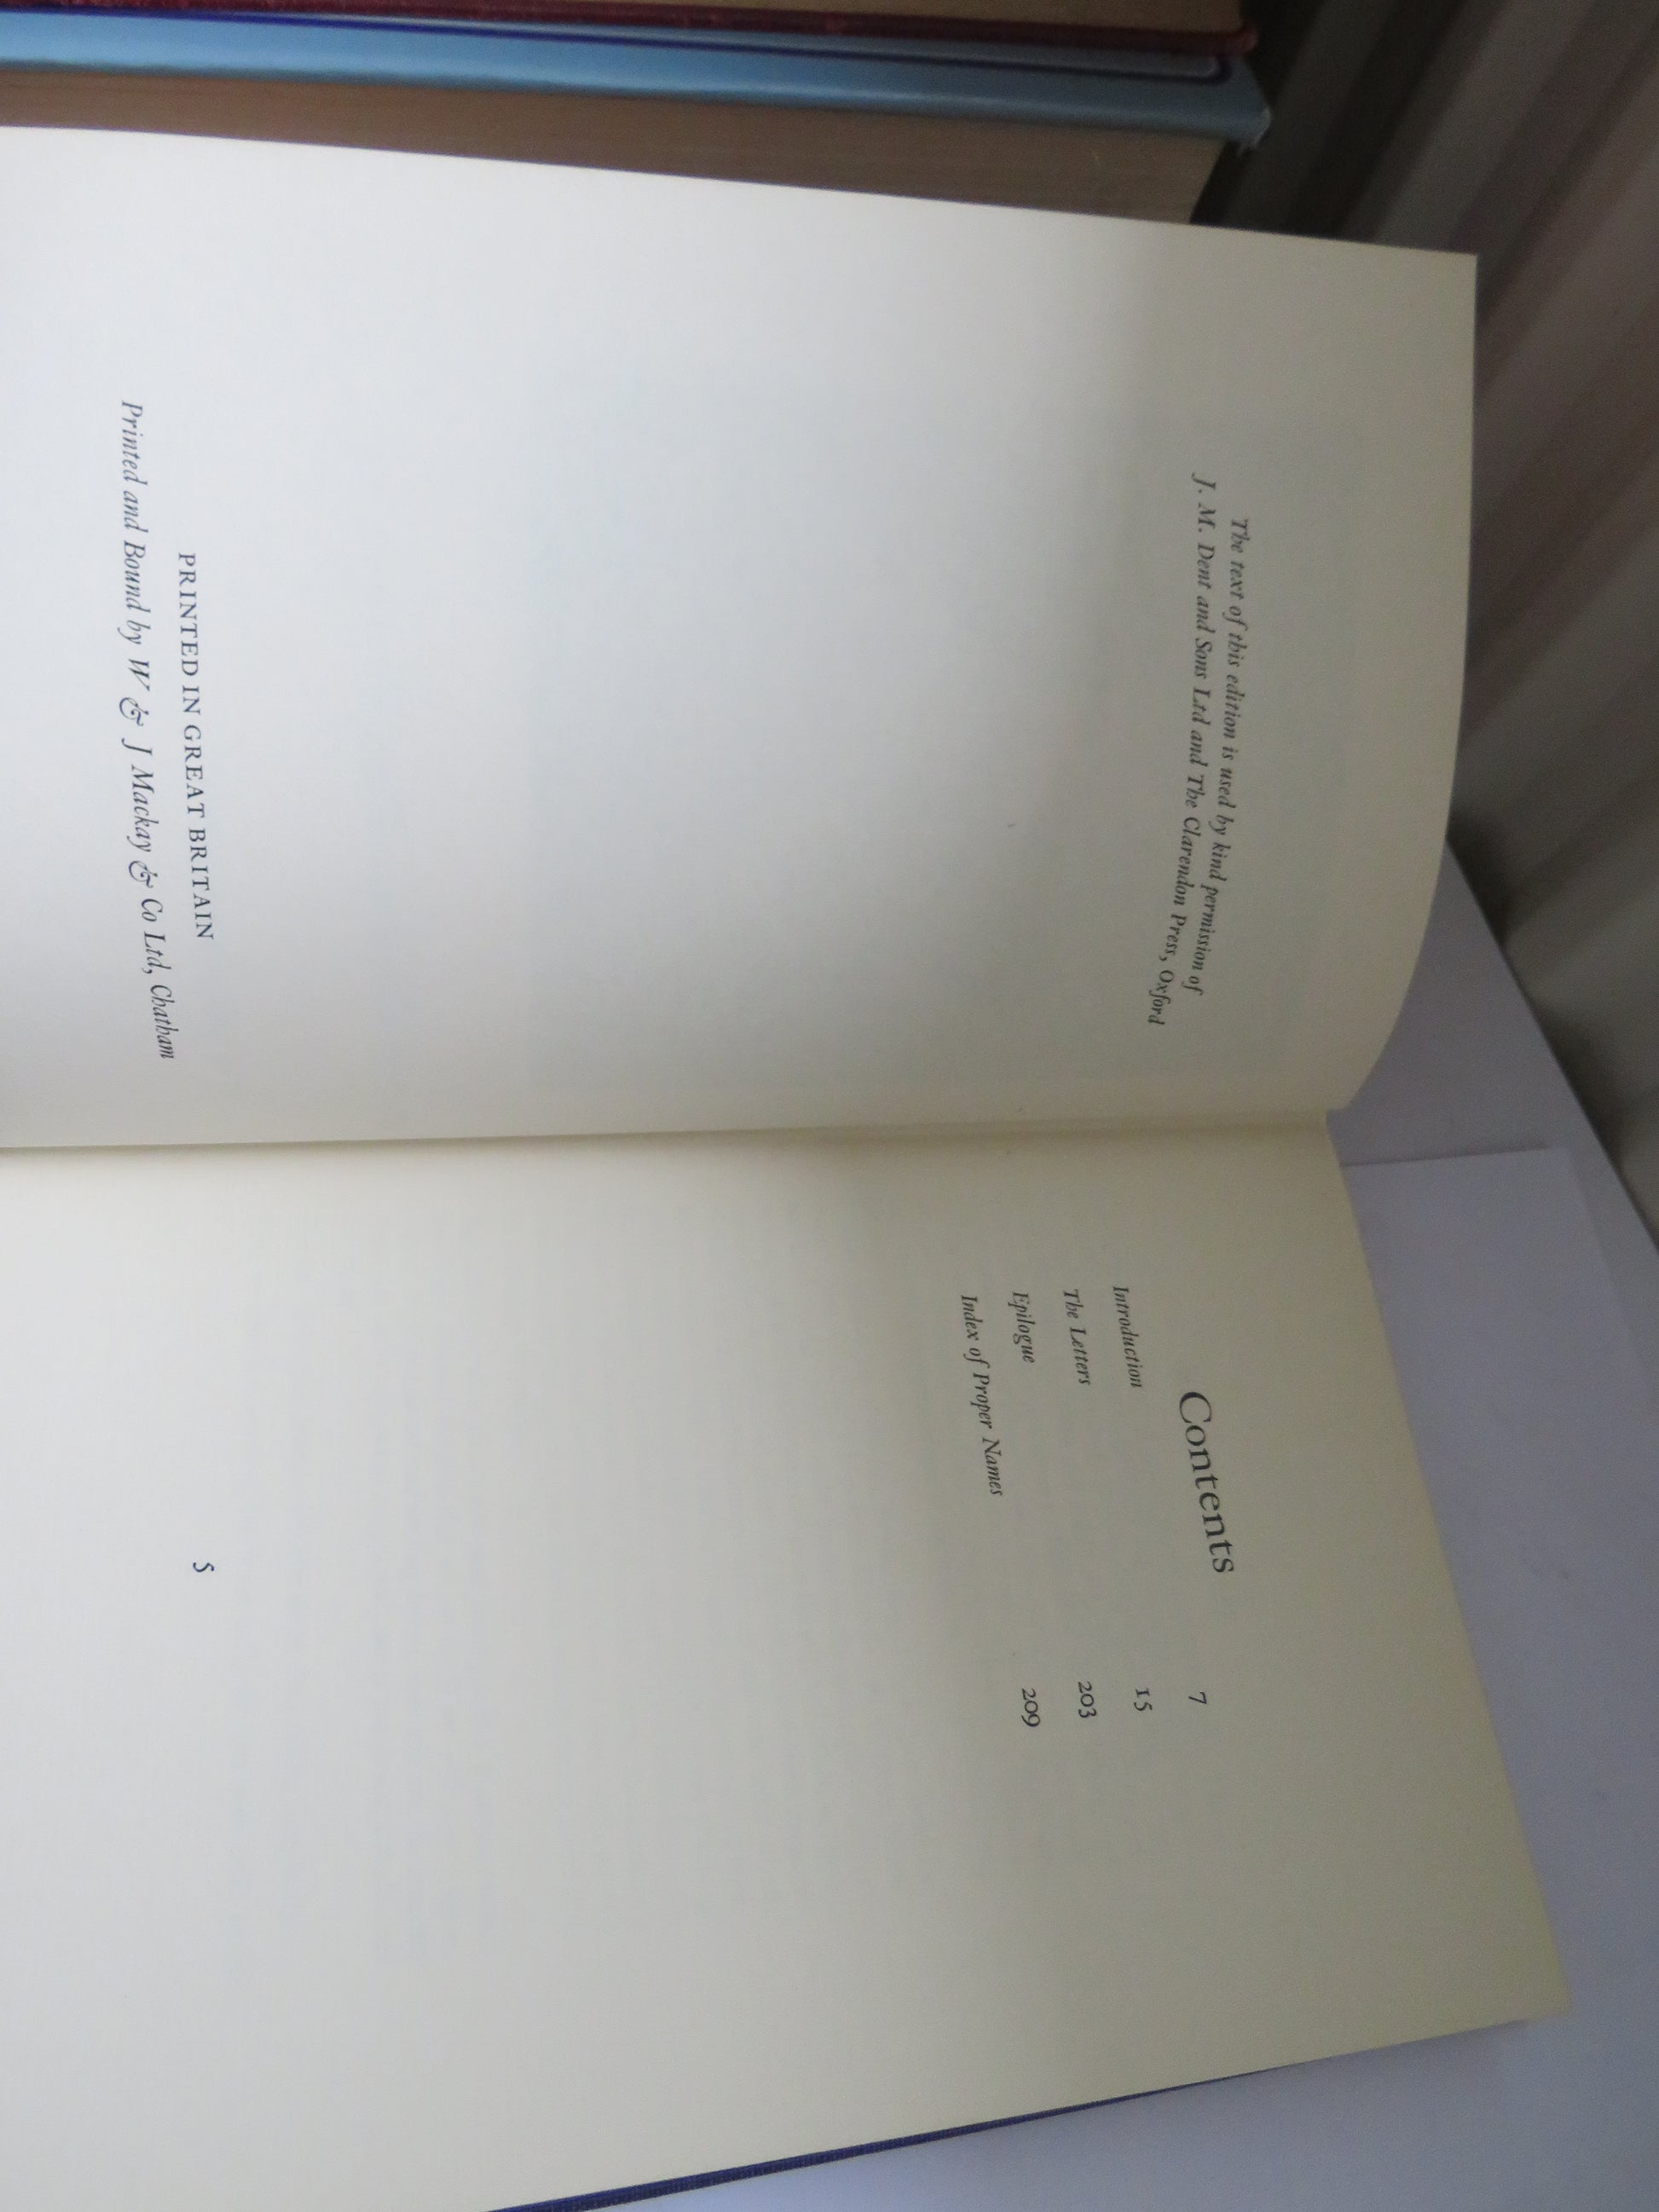 The text of this edition is used by kind permission of
J. M. Dent and Sons Ltd and The Clarendon Press, Oxford
PRINTED IN GREAT BRITAIN
Printed and Bound by W & J Mackay & Co Ltd, Chatham
Contents
Introduction 7
The Letters 15
Epilogue 203
Index of Proper Names 209
5